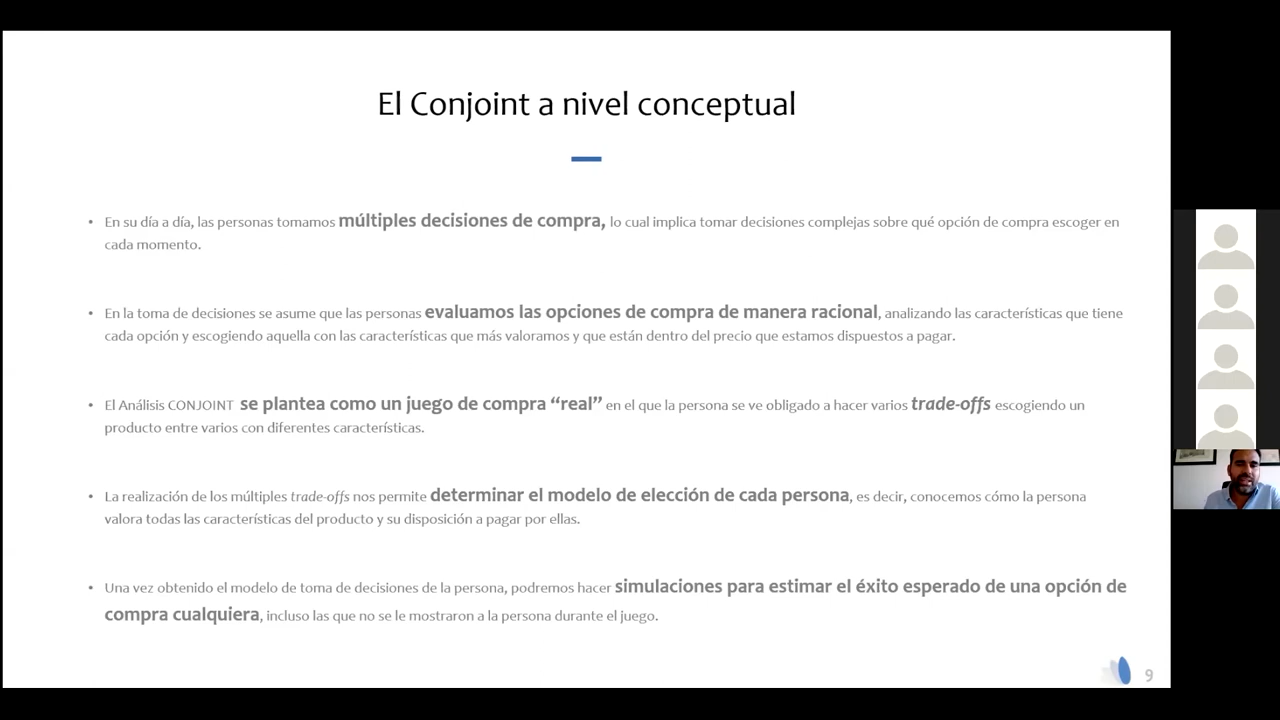 El Conjoint a nivel conceptual
• En su día a día, las personas tomamos múltiples decisiones de compra, lo cual implica tomar decisiones complejas sobre qué opción de compra escoger en
cada momento.
• En la toma de decisiones se asume que las personas evaluamos las opciones de compra de manera racional, analizando las características que tiene
cada opción y escogiendo aquella con las características que más valoramos y que están dentro del precio que estamos dispuestos a pagar.
• El Análisis CONJOINT se plantea como un juego de compra “real” en el que la persona se ve obligado a hacer varios trade-offs escogiendo un
producto entre varios con diferentes características.
• La realización de los múltiples trade-offs nos permite determinar el modelo de elección de cada persona, es decir, conocemos cómo la persona
valora todas las características del producto y su disposición a pagar por ellas.
• Una vez obtenido el modelo de toma de decisiones de la persona, podremos hacer simulaciones para estimar el éxito esperado de una opción de
compra cualquiera, incluso las que no se le mostraron a la persona durante el juego.
9